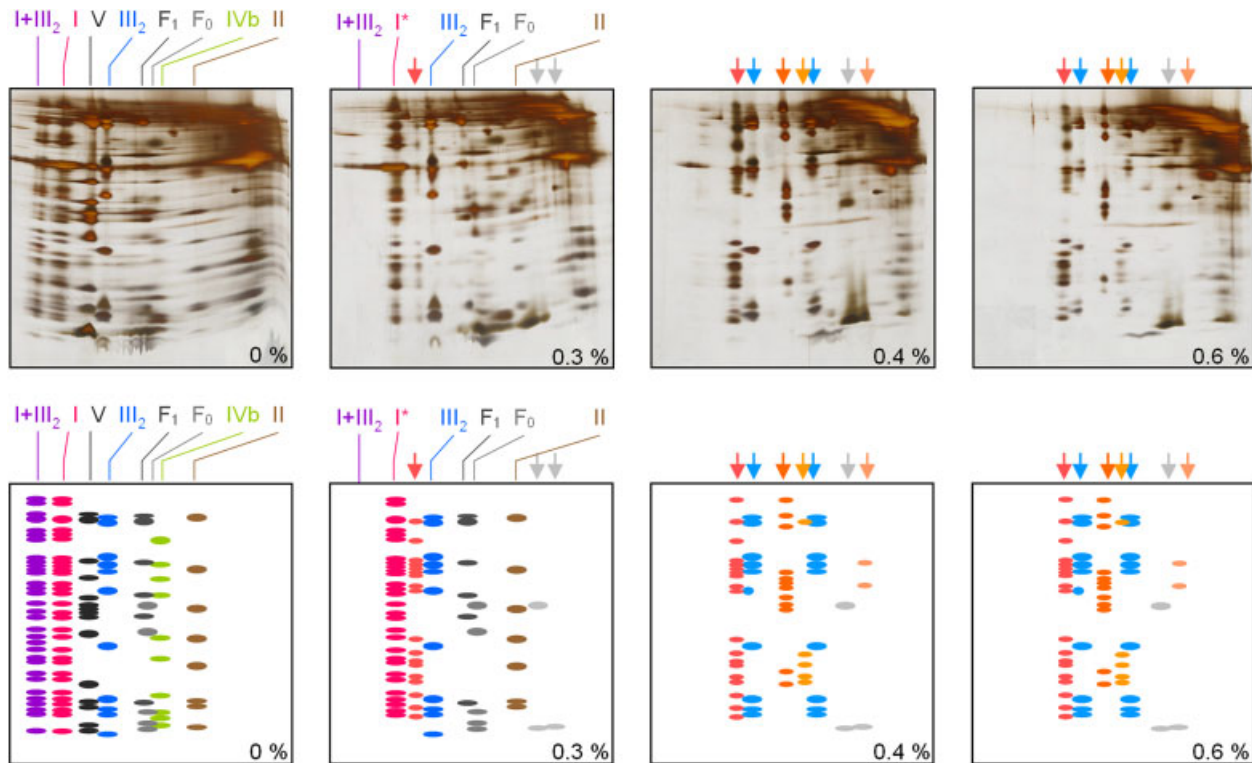 I+III₂ I V III₂ F₁ F₀ IVb II
I+III₂ I* III₂ F₁ F₀ II
0 %
0.3 %
0.4 %
0.6 %
I+III₂ I V III₂ F₁ F₀ IVb II
I+III₂ I* III₂ F₁ F₀ II
0 %
0.3 %
0.4 %
0.6 %